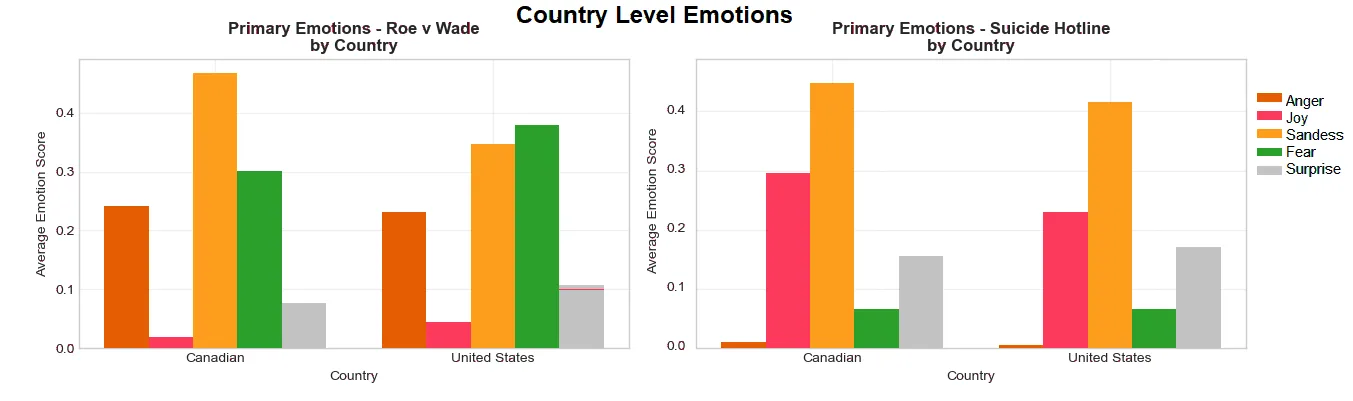 Country Level Emotions
Primary Emotions - Roe v Wade
by Country
Average Emotion Score
0.4
0.3
0.2
0.1
0.0
Canadian
United States
Country
Primary Emotions - Suicide Hotline
by Country
Average Emotion Score
0.4
0.3
0.2
0.1
0.0
Canadian
United States
Country
Anger
Joy
Sandess
Fear
Surprise